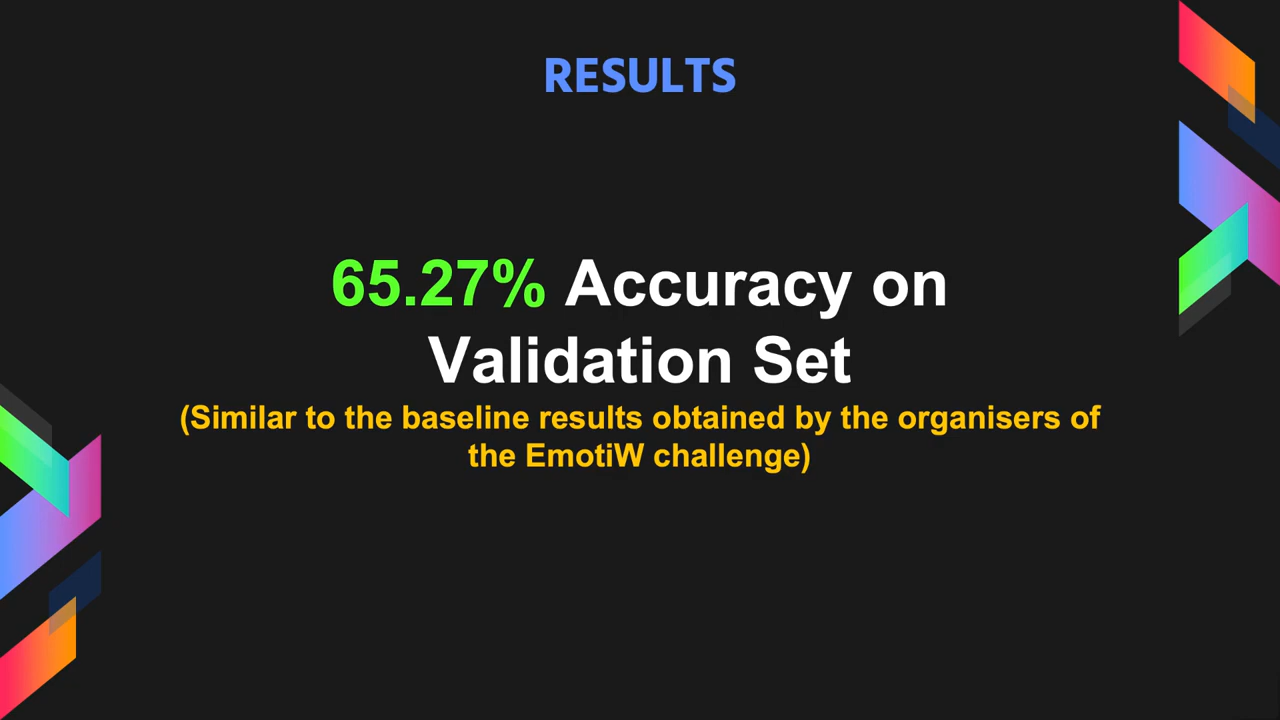 RESULTS
65.27% Accuracy on
Validation Set
(Similar to the baseline results obtained by the organisers of
the EmotiW challenge)